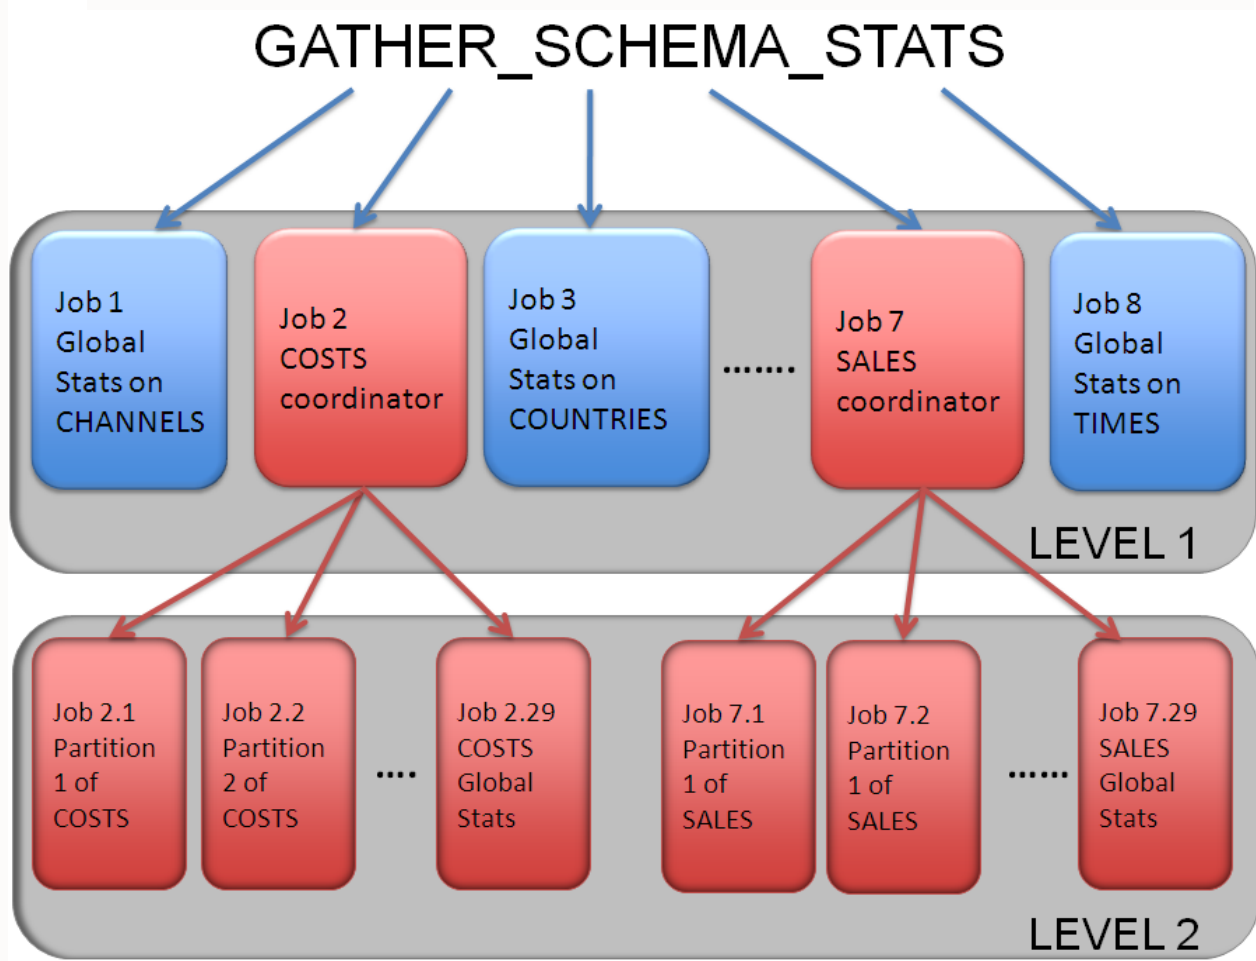 GATHER_SCHEMA_STATS
Job 1
Global
Stats on
CHANNELS
Job 2
COSTS
coordinator
Job 3
Global
Stats on
COUNTRIES
.......
Job 7
SALES
coordinator
Job 8
Global
Stats on
TIMES
LEVEL 1
Job 2.1
Partition
1 of
COSTS
Job 2.2
Partition
2 of
COSTS
....
Job 2.29
COSTS
Global
Stats
Job 7.1
Partition
1 of
SALES
Job 7.2
Partition
1 of
SALES
......
Job 7.29
SALES
Global
Stats
LEVEL 2